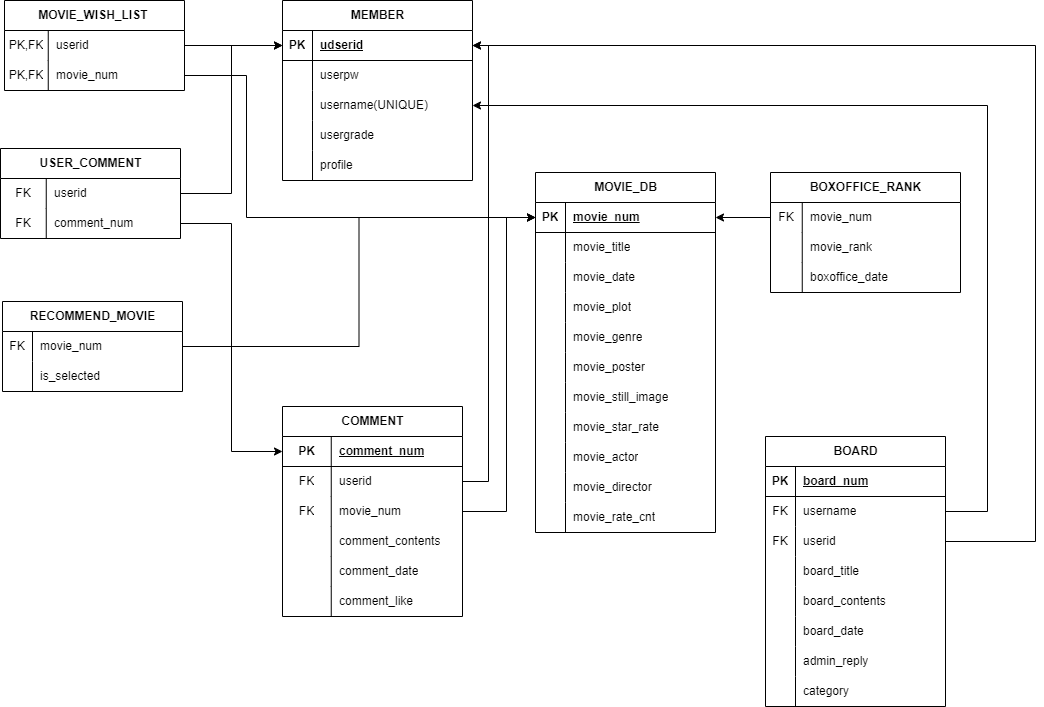 MOVIE_WISH_LIST
PK,FK userid
PK,FK movie_num
MEMBER
PK udserid
userpw
username(UNIQUE)
usergrade
profile
USER_COMMENT
FK userid
FK comment_num
MOVIE_DB
PK movie_num
movie_title
movie_date
movie_plot
movie_genre
movie_poster
movie_still_image
movie_star_rate
movie_actor
movie_director
movie_rate_cnt
BOXOFFICE_RANK
FK movie_num
movie_rank
boxoffice_date
RECOMMEND_MOVIE
FK movie_num
is_selected
COMMENT
PK comment_num
FK userid
FK movie_num
comment_contents
comment_date
comment_like
BOARD
PK board_num
FK username
FK userid
board_title
board_contents
board_date
admin_reply
category